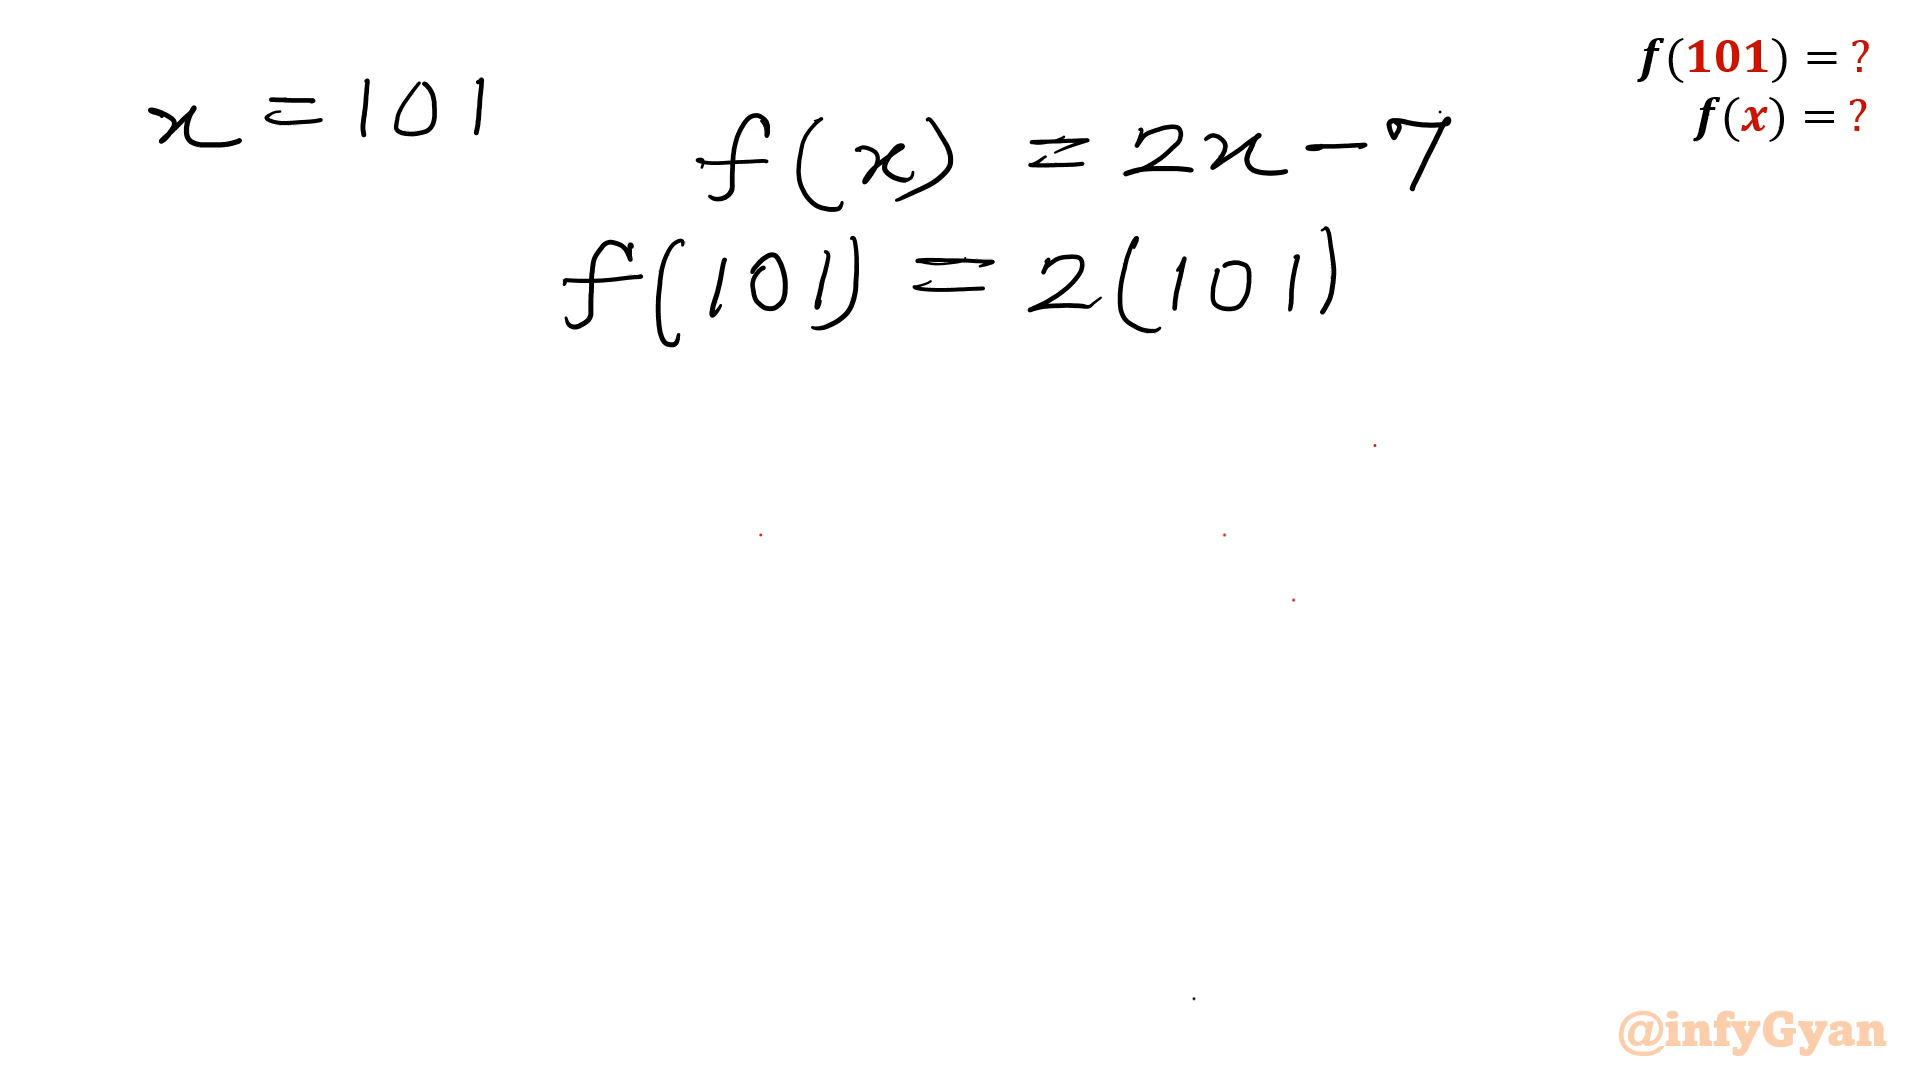 x = 101
f(x) = 2x - 7
f(101) = 2(101)
f(101) = ?
f(x) = ?
@infyGyan